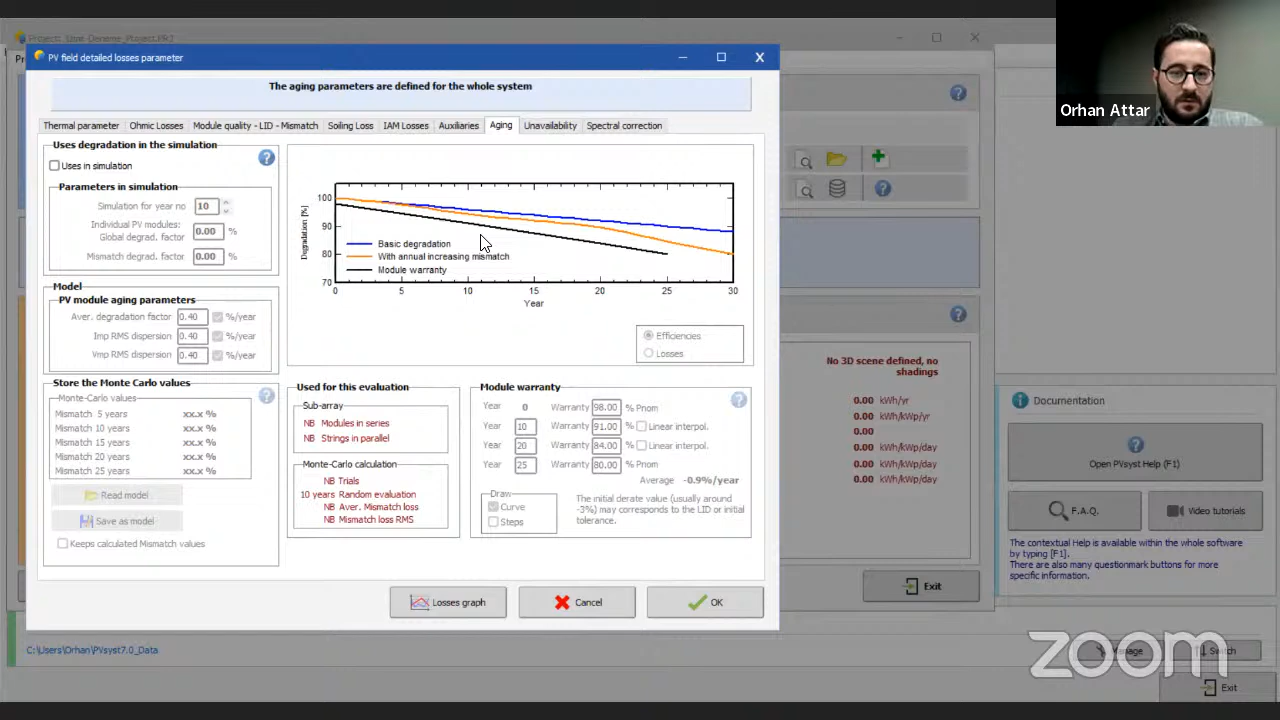 Project: User_Deneme_Project.PRJ
PV field detailed losses parameter
Orhan Attar
The aging parameters are defined for the whole system
Thermal parameter
Ohmic Losses
Module quality - LID - Mismatch
Soiling Loss
IAM Losses
Auxiliaries
Aging
Unavailability
Spectral correction
Uses degradation in the simulation
Uses in simulation
Parameters in simulation
Simulation for year no 10
Individual PV modules:
Global degrad. factor 0.00 %
Mismatch degrad. factor 0.00 %
Model
PV module aging parameters
Aver. degradation factor 0.40 %/year
Imp RMS dispersion 0.40 %/year
Vmp RMS dispersion 0.40 %/year
Store the Monte Carlo values
Monte-Carlo values
Mismatch 5 years xx.x %
Mismatch 10 years xx.x %
Mismatch 15 years xx.x %
Mismatch 20 years xx.x %
Mismatch 25 years xx.x %
Read model
Save as model
Keeps calculated Mismatch values
Degradation [%]
100
90
80
70
Basic degradation
With annual increasing mismatch
Module warranty
0 5 10 15 20 25 30
Year
Efficiencies
Losses
Used for this evaluation
Sub-array
NB Modules in series
NB Strings in parallel
Monte-Carlo calculation
NB Trials
10 years Random evaluation
NB Aver. Mismatch loss
NB Mismatch loss RMS
Module warranty
Year 0 Warranty 98.00 % Pnom
Year 10 Warranty 91.00 % Linear interpol.
Year 20 Warranty 84.00 % Linear interpol.
Year 25 Warranty 80.00 % Pnom
Average -0.9%/year
Draw
Curve
Steps
The initial derate value (usually around
-3%) may corresponds to the LID or initial
tolerance.
Losses graph
Cancel
OK
No 3D scene defined, no
shadings
0.00 kWh/yr
0.00 kWh/kWp/yr
0.00
0.00 kWh/kWp/day
0.00 kWh/kWp/day
0.00 kWh/kWp/day
Exit
Documentation
Open PVsyst Help (F1)
F.A.Q.
Video tutorials
The contextual Help is available within the whole software
by typing [F1].
There are also many questionmark buttons for more
specific information.
C:\Users\Orhan\PVsyst7.0_Data
Manage
Switch
Exit
zoom